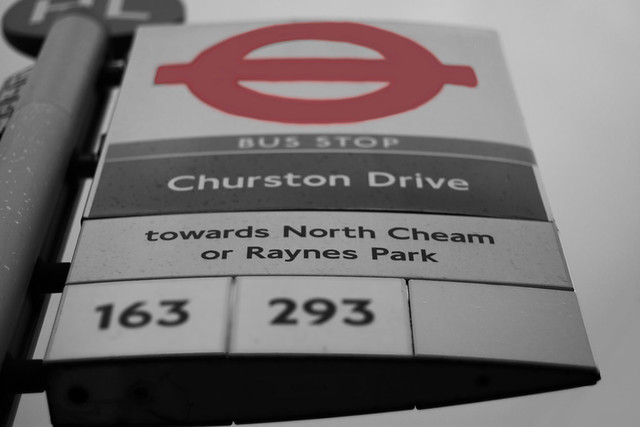 BUS STOP
Churston Drive
towards North Cheam
or Raynes Park
163 293